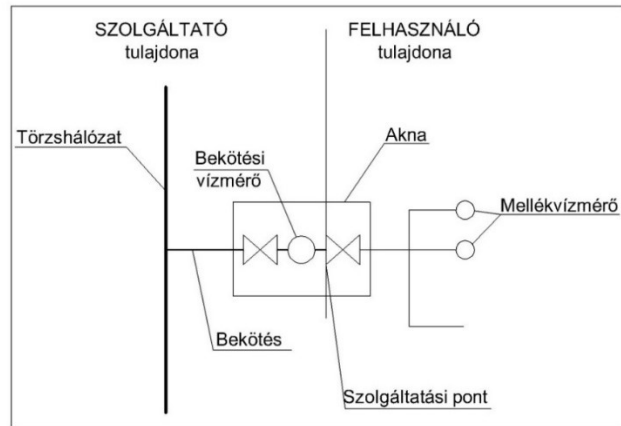 SZOLGÁLTATÓ
tulajdona
FELHASZNÁLÓ
tulajdona
Törzshálózat
Bekötési
vízmérő
Akna
Mellékvízmérő
Bekötés
Szolgáltatási pont